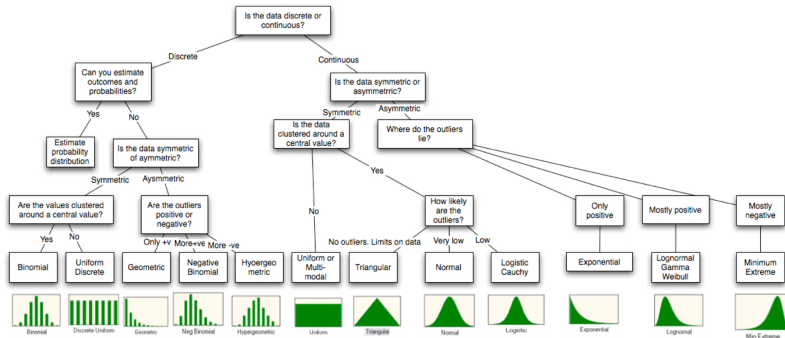 Is the data discrete or
continuous?
Discrete
Continuous
Can you estimate
outcomes and
probabilities?
Is the data symmetric or
asymmetrric?
Yes
No
Symmetric
Asymmetric
Estimate
probability
distribution
Is the data symmetric
of aymmetric?
Is the data
clustered around a
central value?
Where do the outliers
lie?
Symmetric
Aysmmetric
Yes
Are the values clustered
around a central value?
Are the outliers
positive or
negative?
No
How likely
are the
outliers?
Only
positive
Mostly positive
Mostly
negative
Yes
No
Only +v
More+ve
More -ve
No outliers. Limits on data
Very low
Low
Binomial
Uniform
Discrete
Geometric
Negative
Binomial
Hyoergeo
metric
Uniform or
Multi-
modal
Triangular
Normal
Logistic
Cauchy
Exponential
Lognormal
Gamma
Weibull
Minimum
Extreme
Binomial
Discrete Uniform
Geometric
Neg Binomial
Hypergeometric
Uniform
Triangular
Normal
Logistic
Exponential
Lognomal
Min Extreme